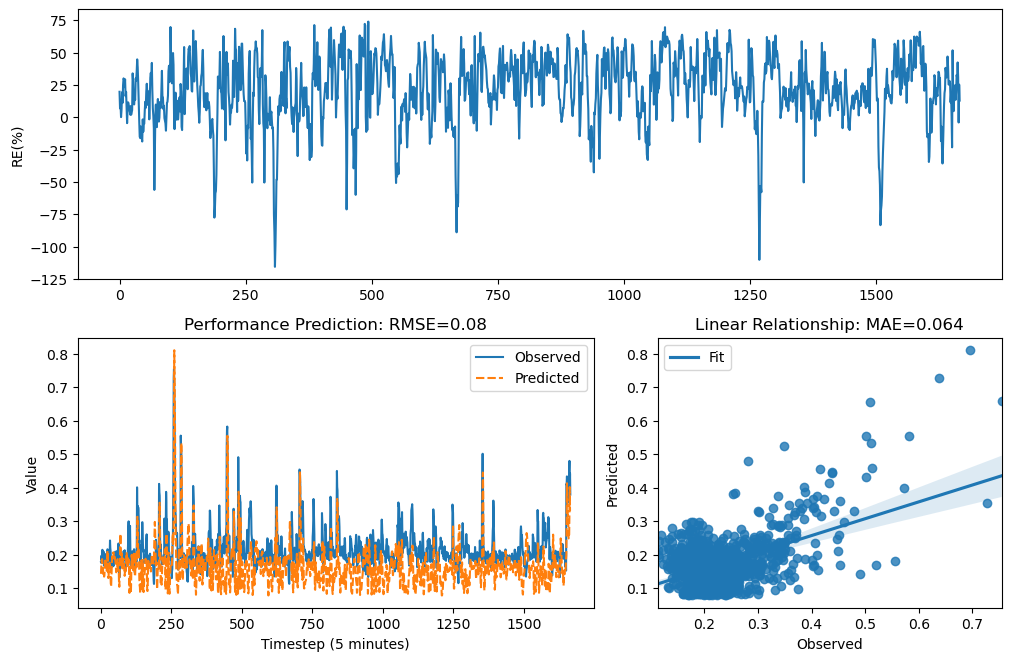 RE(%)
75
50
25
0
−25
−50
−75
−100
−125
0 250 500 750 1000 1250 1500
Performance Prediction: RMSE=0.08
Value
0.8
0.7
0.6
0.5
0.4
0.3
0.2
0.1
Observed
Predicted
0 250 500 750 1000 1250 1500
Timestep (5 minutes)
Linear Relationship: MAE=0.064
Predicted
0.8
0.7
0.6
0.5
0.4
0.3
0.2
0.1
Fit
0.2 0.3 0.4 0.5 0.6 0.7
Observed